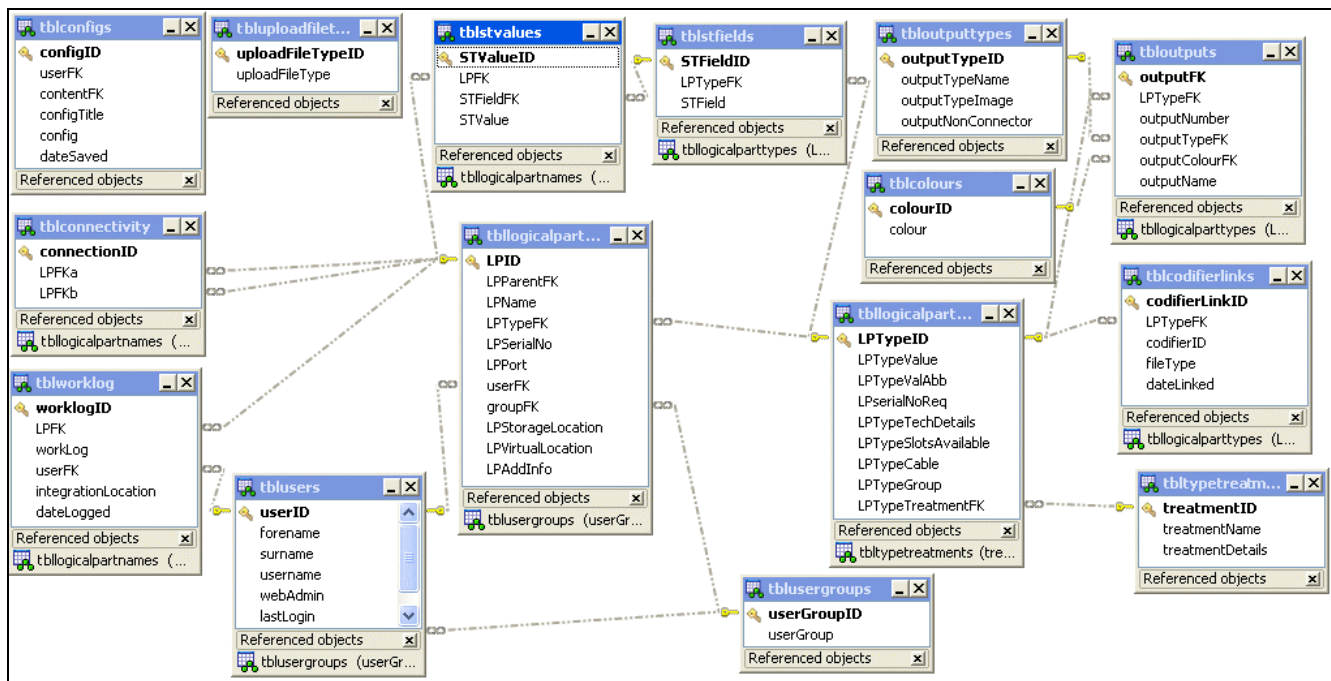 tblconfigs
configID
userFK
contentFK
configTitle
config
dateSaved
Referenced objects
tbluploadfilet...
uploadFileTypeID
uploadFileType
Referenced objects
tblstvalues
STValueID
LPFK
STFieldFK
STValue
Referenced objects
tbllogicalpartnames (...
tblstfields
STFieldID
LPTypeFK
STField
Referenced objects
tbllogicalparttypes (L...
tbloutputtypes
outputTypeID
outputTypeName
outputTypeImage
outputNonConnector
Referenced objects
tbloutputs
outputFK
LPTypeFK
outputNumber
outputTypeFK
outputColourFK
outputName
Referenced objects
tbllogicalparttypes (L...
tblcolours
colourID
colour
Referenced objects
tblconnectivity
connectionID
LPFKa
LPFKb
Referenced objects
tbllogicalpartnames (...
tbllogicalpart...
LPID
LPParentFK
LPName
LPTypeFK
LPSerialNo
LPPort
userFK
groupFK
LPStorageLocation
LPVirtualLocation
LPAddInfo
Referenced objects
tblusergroups (userGr...
tbllogicalpart...
LPTypeID
LPTypeValue
LPTypeValAbb
LPserialNoReq
LPTypeTechDetails
LPTypeSlotsAvailable
LPTypeCable
LPTypeGroup
LPTypeTreatmentFK
Referenced objects
tbltypetreatments (tre...
tblcodifierlinks
codifierLinkID
LPTypeFK
codifierID
fileType
dateLinked
Referenced objects
tbllogicalparttypes (L...
tblworklog
worklogID
LPFK
workLog
userFK
integrationLocation
dateLogged
Referenced objects
tbllogicalpartnames (...
tblusers
userID
forename
surname
username
webAdmin
lastLogin
Referenced objects
tblusergroups (userGr...
tblusergroups
userGroupID
userGroup
Referenced objects
tbltypetreatm...
treatmentID
treatmentName
treatmentDetails
Referenced objects